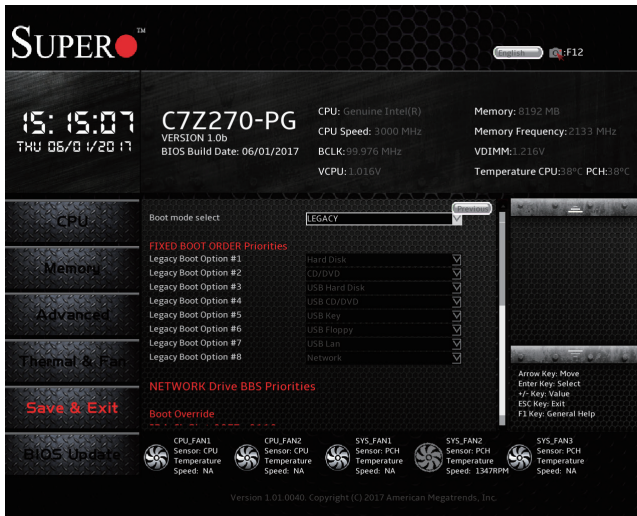 SUPER TM
English :F12
15:15:07
THU 06/01/2017
C7Z270-PG
VERSION 1.0b
BIOS Build Date: 06/01/2017
CPU: Genuine Intel(R)
CPU Speed: 3000 MHz
BCLK:99.976 MHz
VCPU:1.016V
Memory: 8192 MB
Memory Frequency:2133 MHz
VDIMM:1.216V
Temperature CPU:38°C PCH:38°C
CPU
Memory
Advanced
Thermal & Fan
Save & Exit
BIOS Update
Previous
Boot mode select LEGACY
FIXED BOOT ORDER Priorities
Legacy Boot Option #1 Hard Disk
Legacy Boot Option #2 CD/DVD
Legacy Boot Option #3 USB Hard Disk
Legacy Boot Option #4 USB CD/DVD
Legacy Boot Option #5 USB Key
Legacy Boot Option #6 USB Floppy
Legacy Boot Option #7 USB Lan
Legacy Boot Option #8 Network
NETWORK Drive BBS Priorities
Boot Override
Arrow Key: Move
Enter Key: Select
+/- Key: Value
ESC Key: Exit
F1 Key: General Help
CPU_FAN1
Sensor: CPU
Temperature
Speed: NA
CPU_FAN2
Sensor: CPU
Temperature
Speed: NA
SYS_FAN1
Sensor: PCH
Temperature
Speed: NA
SYS_FAN2
Sensor: PCH
Temperature
Speed: 1347RPM
SYS_FAN3
Sensor: PCH
Temperature
Speed: NA
Version 1.01.0040. Copyright (C) 2017 American Megatrends, Inc.